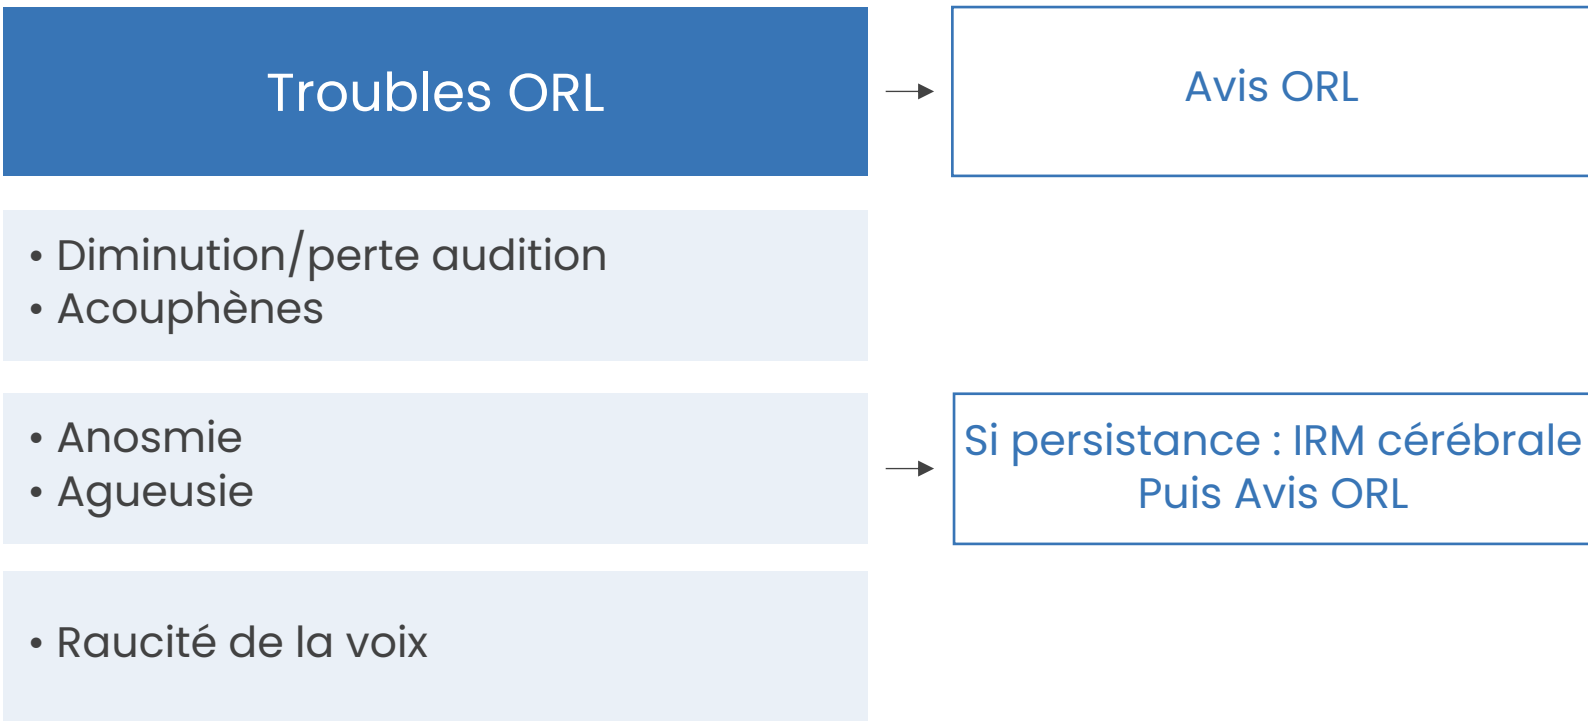 Troubles ORL
Avis ORL
• Diminution/perte audition
• Acouphènes
• Anosmie
• Agueusie
Si persistance : IRM cérébrale
Puis Avis ORL
• Raucité de la voix